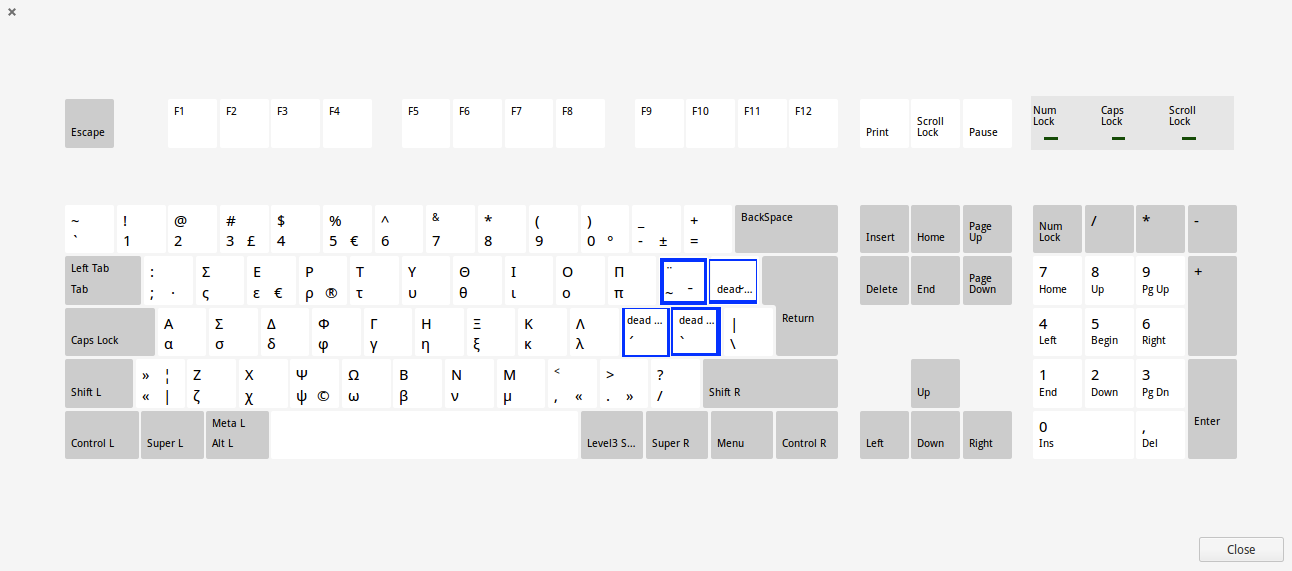 ×
F1 F2 F3 F4 F5 F6 F7 F8 F9 F10 F11 F12
Num Lock Caps Lock Scroll Lock
Escape Print Scroll Lock Pause
~ ! @ # $ % ^ & * ( ) _ + BackSpace
` 1 2 3 £ 4 5 € 6 7 8 9 0 ° - ± =
Insert Home Page Up
Num Lock / * -
Left Tab : Σ Ε Ρ Τ Υ Θ Ι Ο Π ¨
Tab ; · ς ε € ρ ® τ υ θ ι ο π ~ - dead ...
Delete End Page Down
7 8 9 +
Home Up Pg Up
Α Σ Δ Φ Γ Η Ξ Κ Λ dead ... dead ... | Return
Caps Lock α σ δ φ γ η ξ κ λ ´ ` \
4 5 6
Left Begin Right
» ¦ Ζ Χ Ψ Ω Β Ν Μ < > ?
Shift L « | ζ χ ψ © ω β ν μ , « . » / Shift R
Up
1 2 3
End Down Pg Dn
Enter
Meta L
Control L Super L Alt L Level3 S... Super R Menu Control R
Left Down Right
0 ,
Ins Del
Close